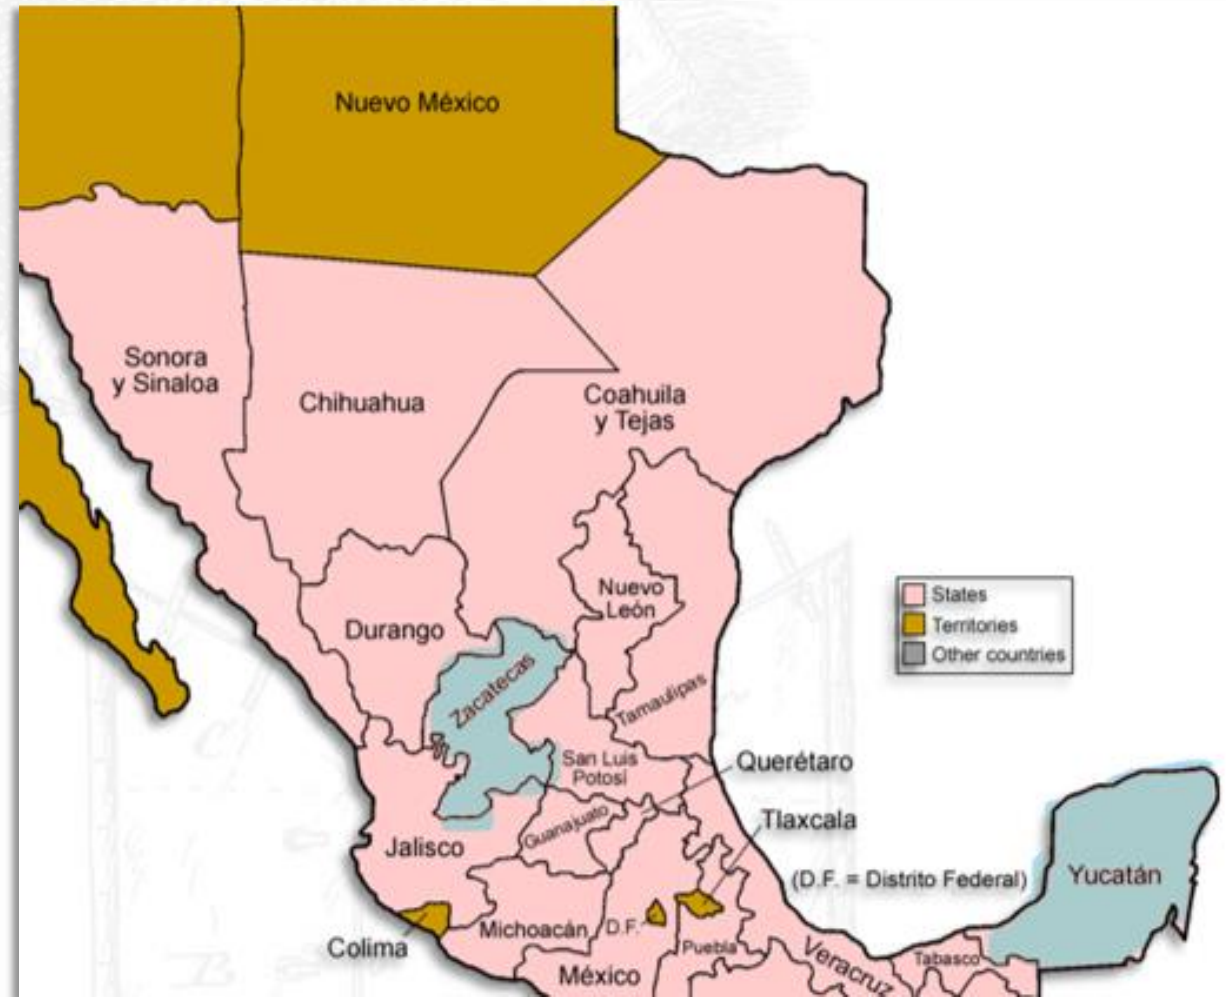 Nuevo México
Sonora
y Sinaloa
Chihuahua
Coahuila
y Tejas
Nuevo
León
Durango
Zacatecas
Tamaulipas
States
Territories
Other countries
San Luis
Potosí
Querétaro
Guanajuato
Tlaxcala
Jalisco
(D.F. = Distrito Federal)
Yucatán
Colima
Michoacán
D.F.
Puebla
México
Veracruz
Tabasco